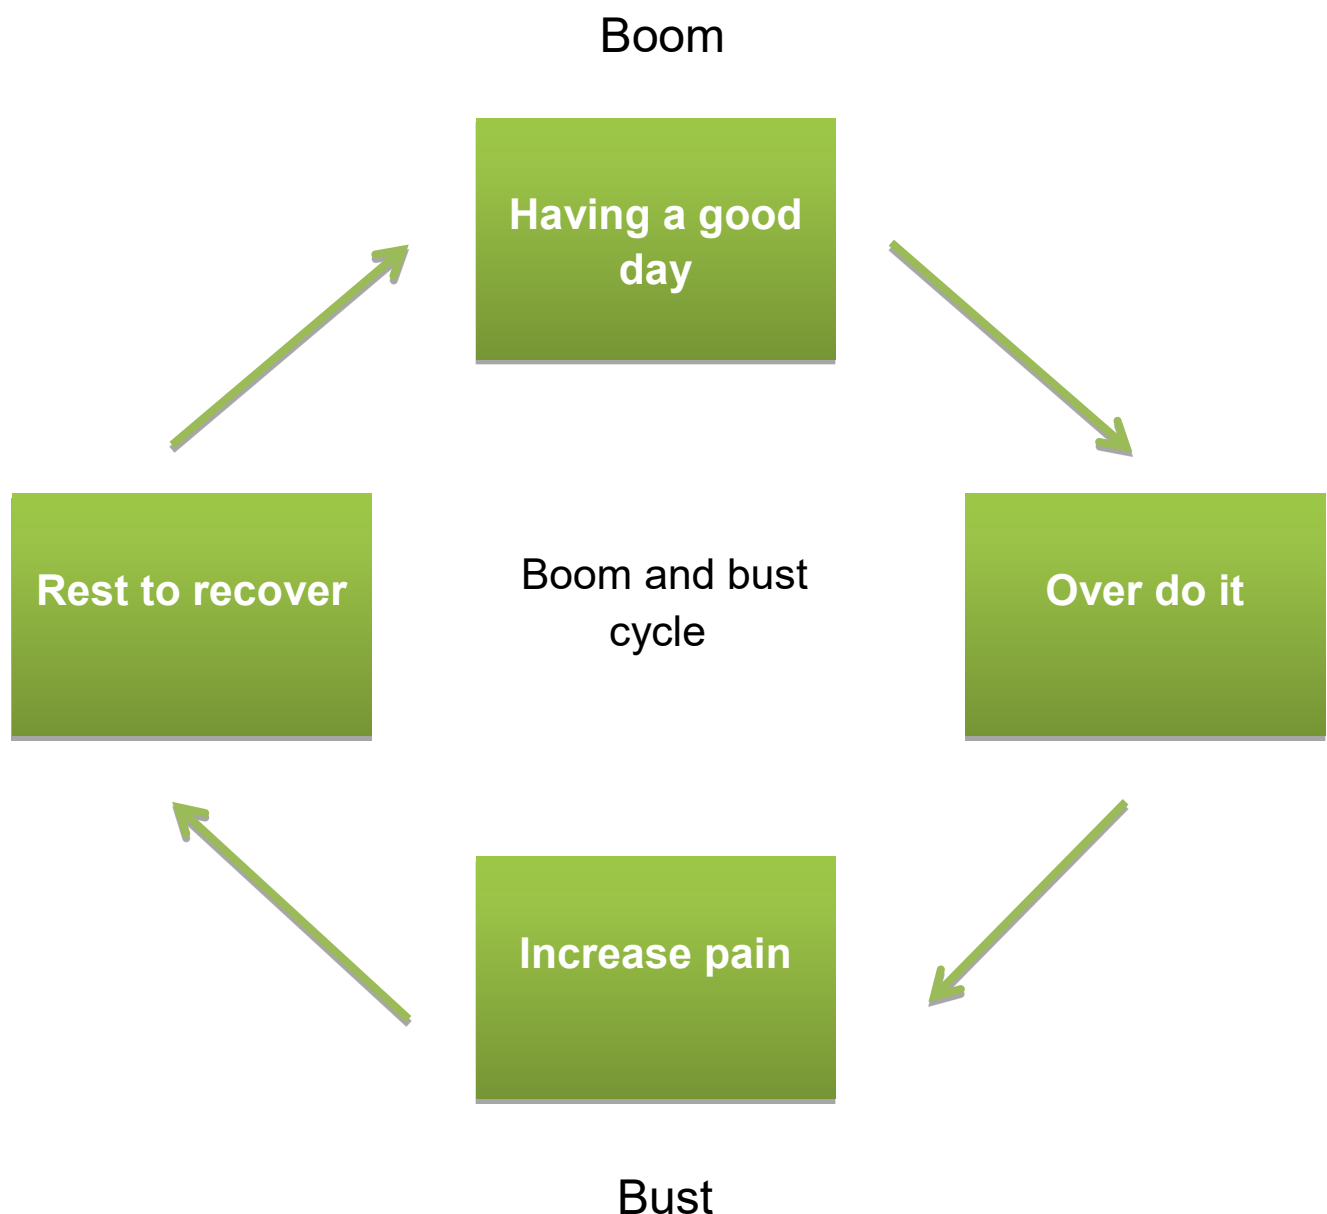 Boom
Having a good
day
Rest to recover
Boom and bust
cycle
Over do it
Increase pain
Bust